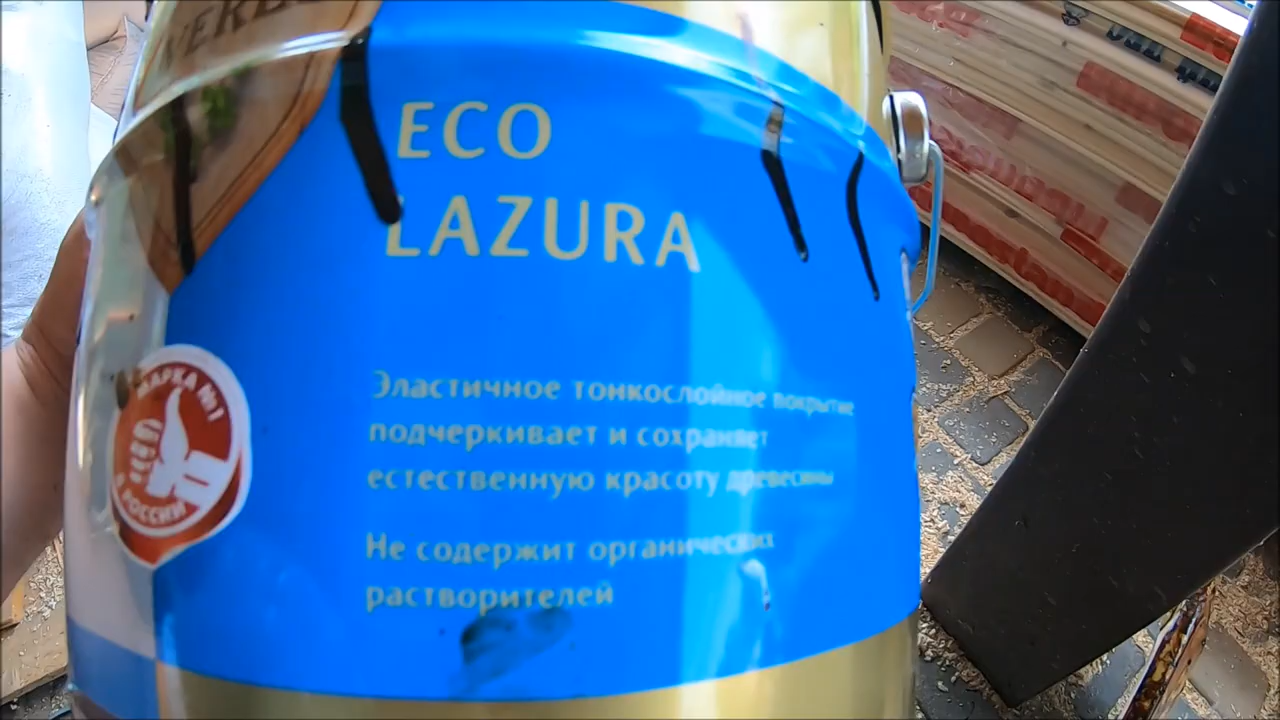 ECO
LAZURA
Эластичное тонкослойное покрытие
подчеркивает и сохраняет
естественную красоту древесины
Не содержит органических
растворителей
МАРКА №1
В РОССИИ